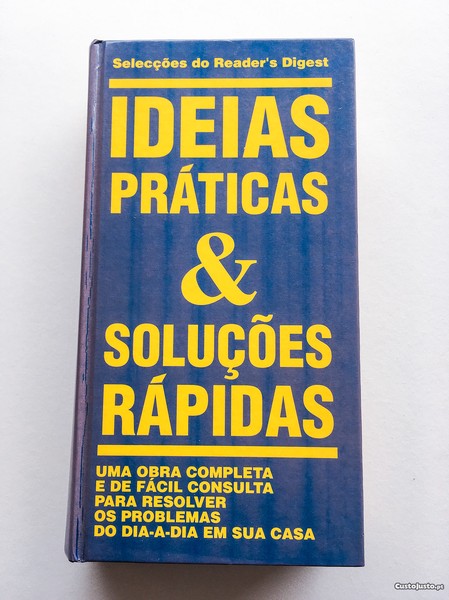 Selecções do Reader's Digest
IDEIAS
PRÁTICAS
&
SOLUÇÕES
RÁPIDAS
UMA OBRA COMPLETA
E DE FÁCIL CONSULTA
PARA RESOLVER
OS PROBLEMAS
DO DIA-A-DIA EM SUA CASA
CustoJusto.pt